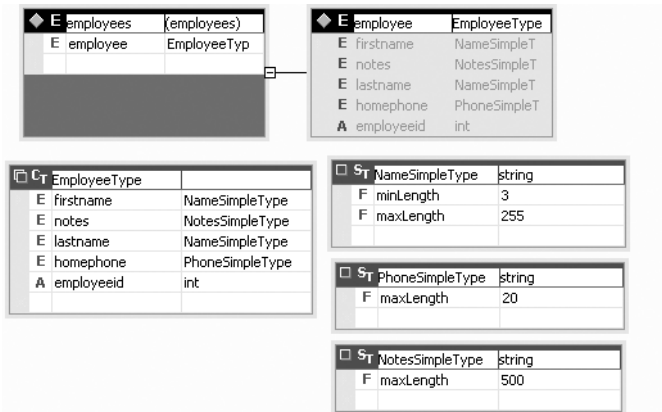 E employees (employees)
E employee EmployeeTyp
E employee EmployeeType
E firstname NameSimpleT
E notes NotesSimpleT
E lastname NameSimpleT
E homephone PhoneSimpleT
A employeeid int
CT EmployeeType
E firstname NameSimpleType
E notes NotesSimpleType
E lastname NameSimpleType
E homephone PhoneSimpleType
A employeeid int
ST NameSimpleType string
F minLength 3
F maxLength 255
ST PhoneSimpleType string
F maxLength 20
ST NotesSimpleType string
F maxLength 500